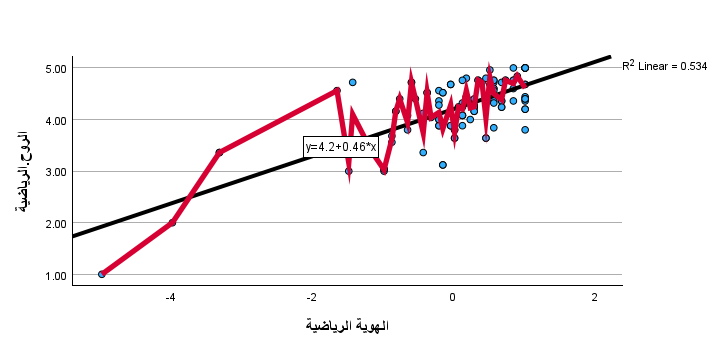 R2 Linear = 0.534
5.00
4.00
3.00
2.00
1.00
الروح,الرياضية
y=4.2+0.46*x
-4
-2
0
2
الهوية الرياضية